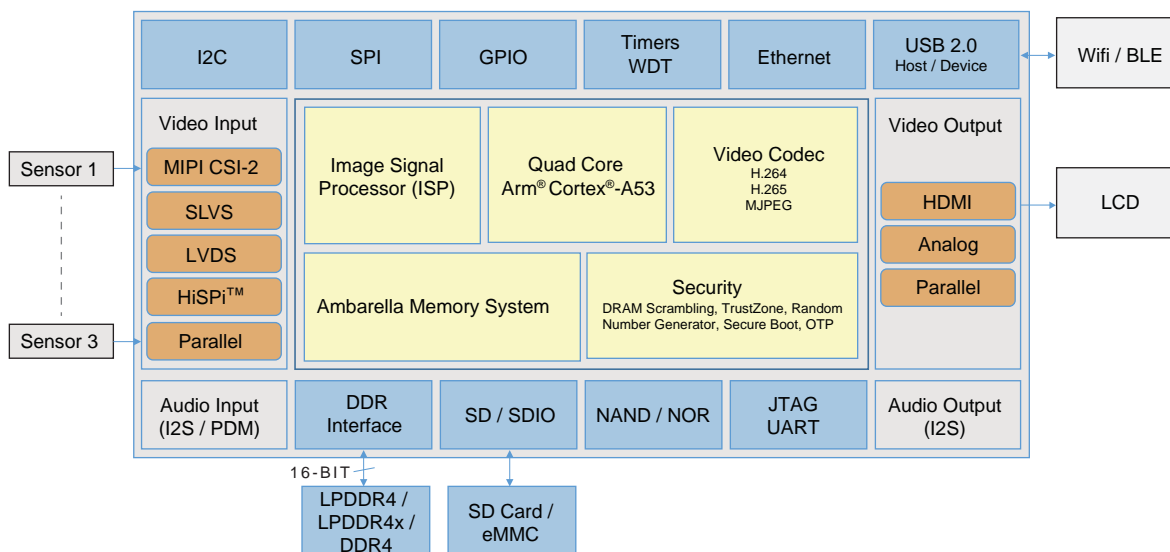 I2C
SPI
GPIO
Timers
WDT
Ethernet
USB 2.0
Host / Device
Wifi / BLE
Video Input
MIPI CSI-2
SLVS
LVDS
HiSPi™
Parallel
Sensor 1
Sensor 3
Image Signal
Processor (ISP)
Quad Core
Arm® Cortex®-A53
Video Codec
H.264
H.265
MJPEG
Ambarella Memory System
Security
DRAM Scrambling, TrustZone, Random
Number Generator, Secure Boot, OTP
Video Output
HDMI
Analog
Parallel
LCD
Audio Input
(I2S / PDM)
DDR
Interface
SD / SDIO
NAND / NOR
JTAG
UART
Audio Output
(I2S)
16-BIT
LPDDR4 /
LPDDR4x /
DDR4
SD Card /
eMMC